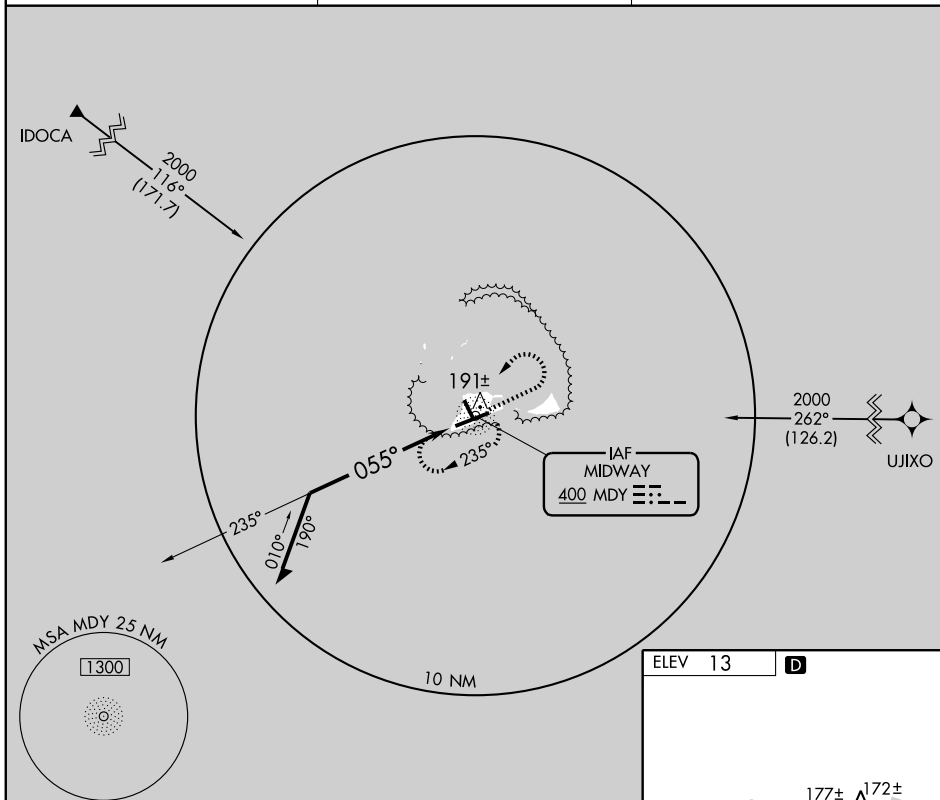 IDOCA
2000
116°
(171.7)
191±
2000
262°
(126.2)
UJIXO
055°
235°
IAF
MIDWAY
400 MDY
235°
010°
190°
MSA MDY 25 NM
1300
10 NM
ELEV 13 D
177± 172±